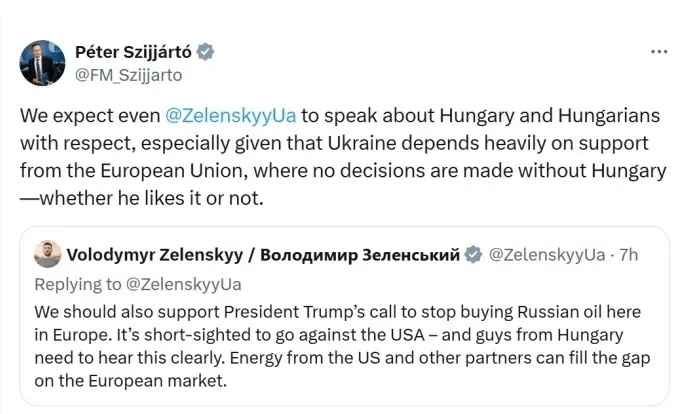 Péter Szijjártó
@FM_Szijjarto
We expect even @ZelenskyyUa to speak about Hungary and Hungarians
with respect, especially given that Ukraine depends heavily on support
from the European Union, where no decisions are made without Hungary
—whether he likes it or not.
Volodymyr Zelenskyy / Володимир Зеленський @ZelenskyyUa · 7h
Replying to @ZelenskyyUa
We should also support President Trump’s call to stop buying Russian oil here
in Europe. It’s short-sighted to go against the USA – and guys from Hungary
need to hear this clearly. Energy from the US and other partners can fill the gap
on the European market.